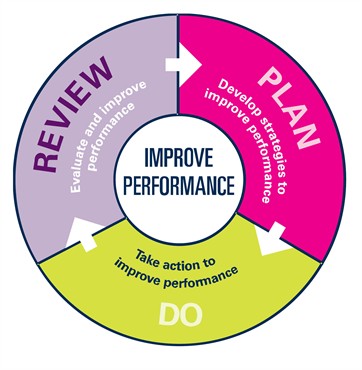 REVIEW
Evaluate and improve
performance
PLAN
Develop strategies to
improve performance
IMPROVE
PERFORMANCE
Take action to
improve performance
DO